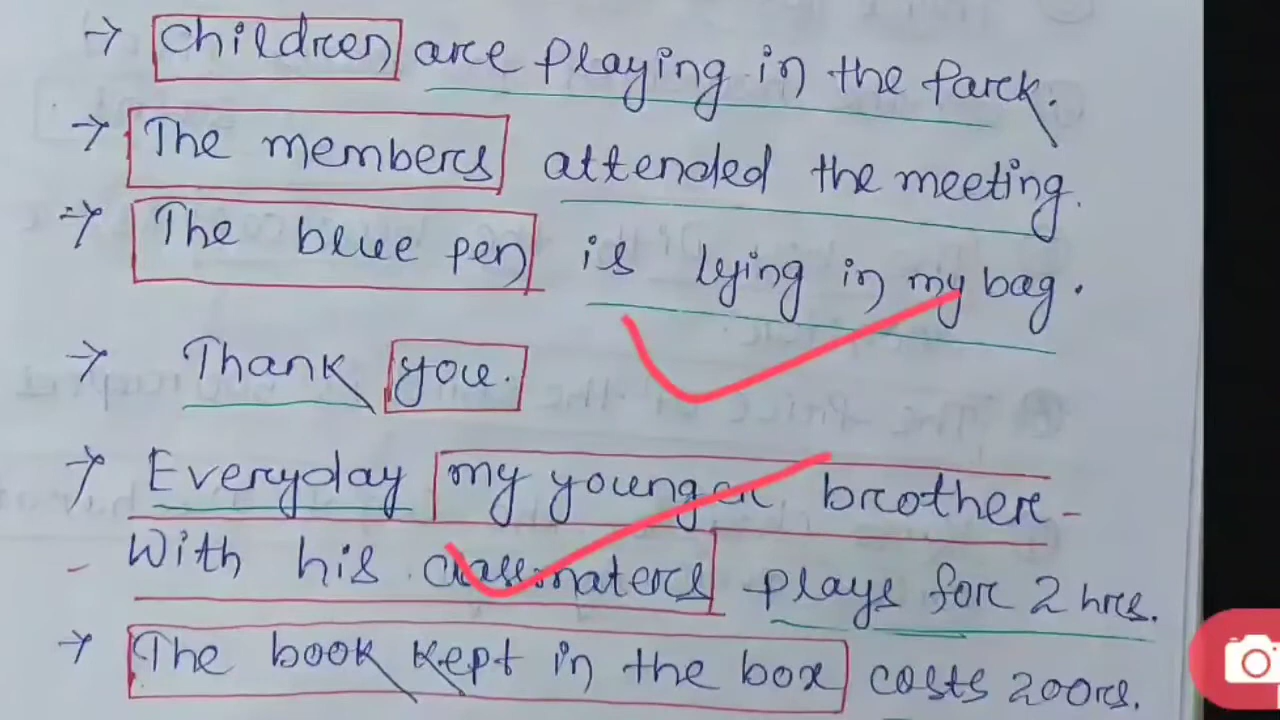 → Children are playing in the Park.
→ The members attended the meeting.
→ The blue pen is lying in my bag.
→ Thank you.
→ Everyday my younger brother -
- With his classmaters plays for 2 hrs.
→ The book kept in the box costs 200rs.